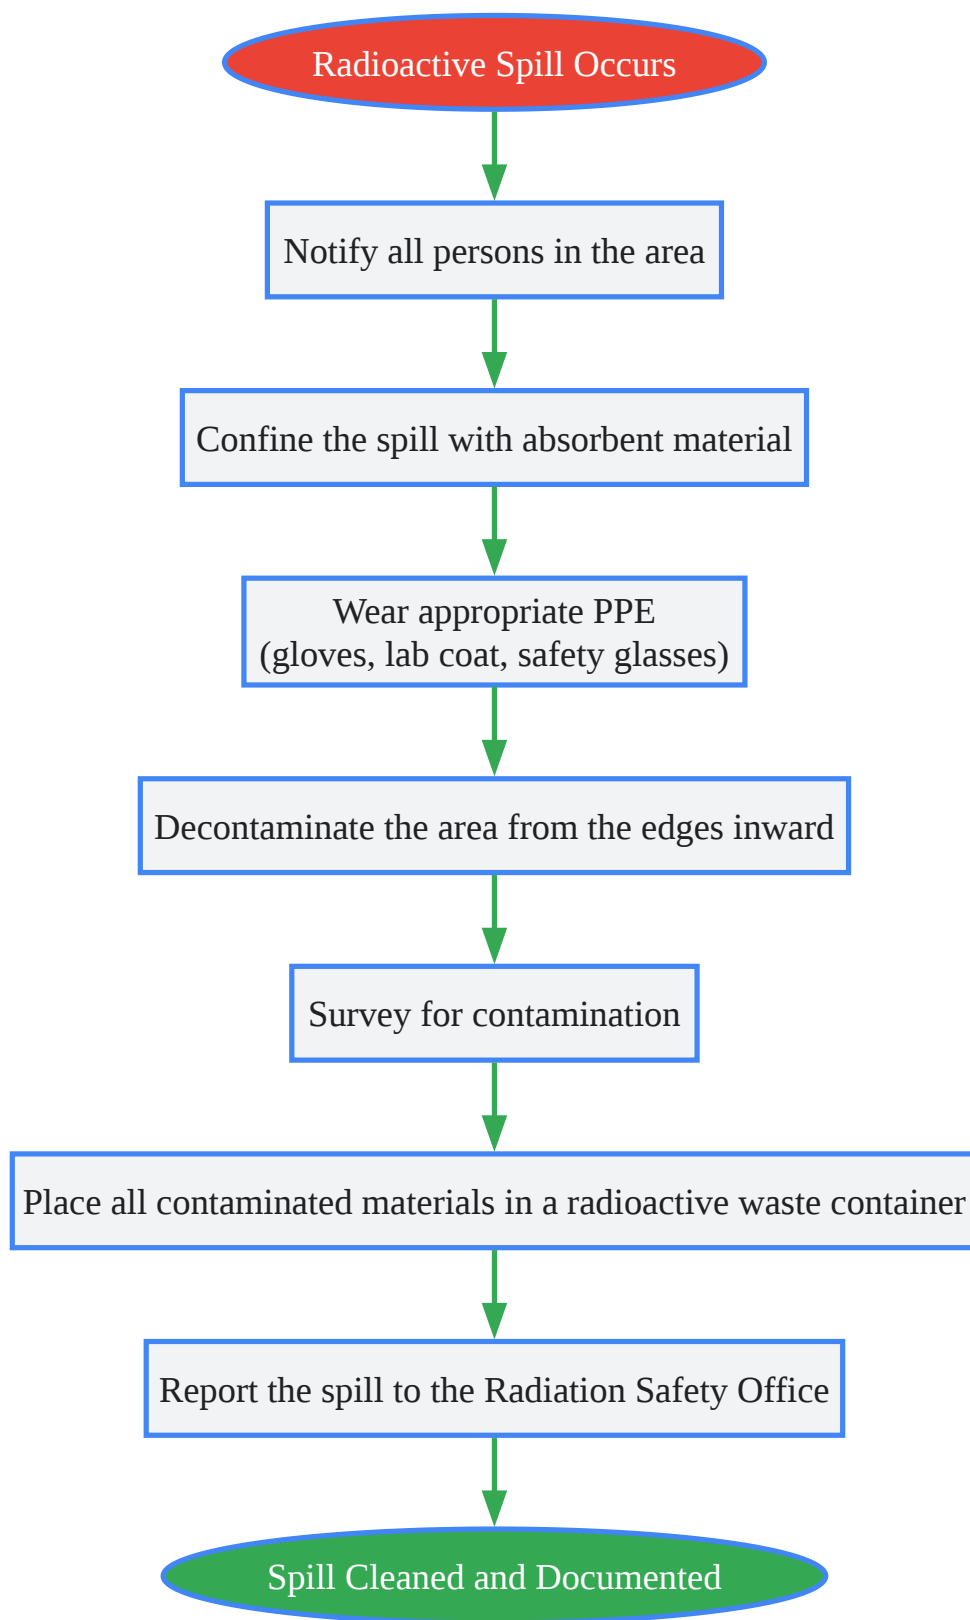 Radioactive Spill Occurs
Notify all persons in the area
Confine the spill with absorbent material
Wear appropriate PPE
(gloves, lab coat, safety glasses)
Decontaminate the area from the edges inward
Survey for contamination
Place all contaminated materials in a radioactive waste container
Report the spill to the Radiation Safety Office
Spill Cleaned and Documented